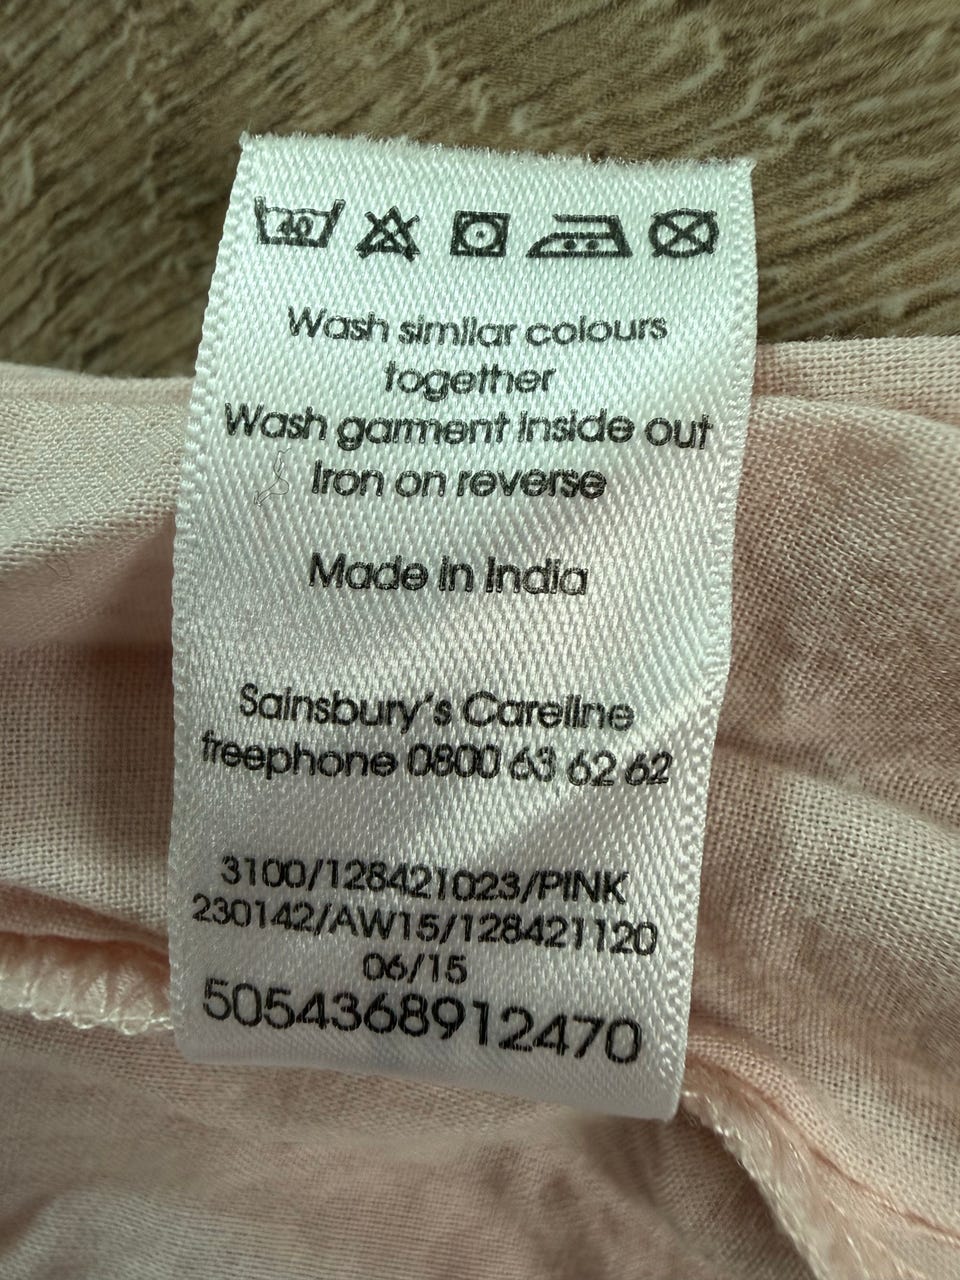 40
Wash similar colours
together
Wash garment inside out
Iron on reverse
Made in India
Sainsbury's Careline
freephone 0800 63 62 62
3100/128421023/PINK
230142/AW15/128421120
06/15
5054368912470